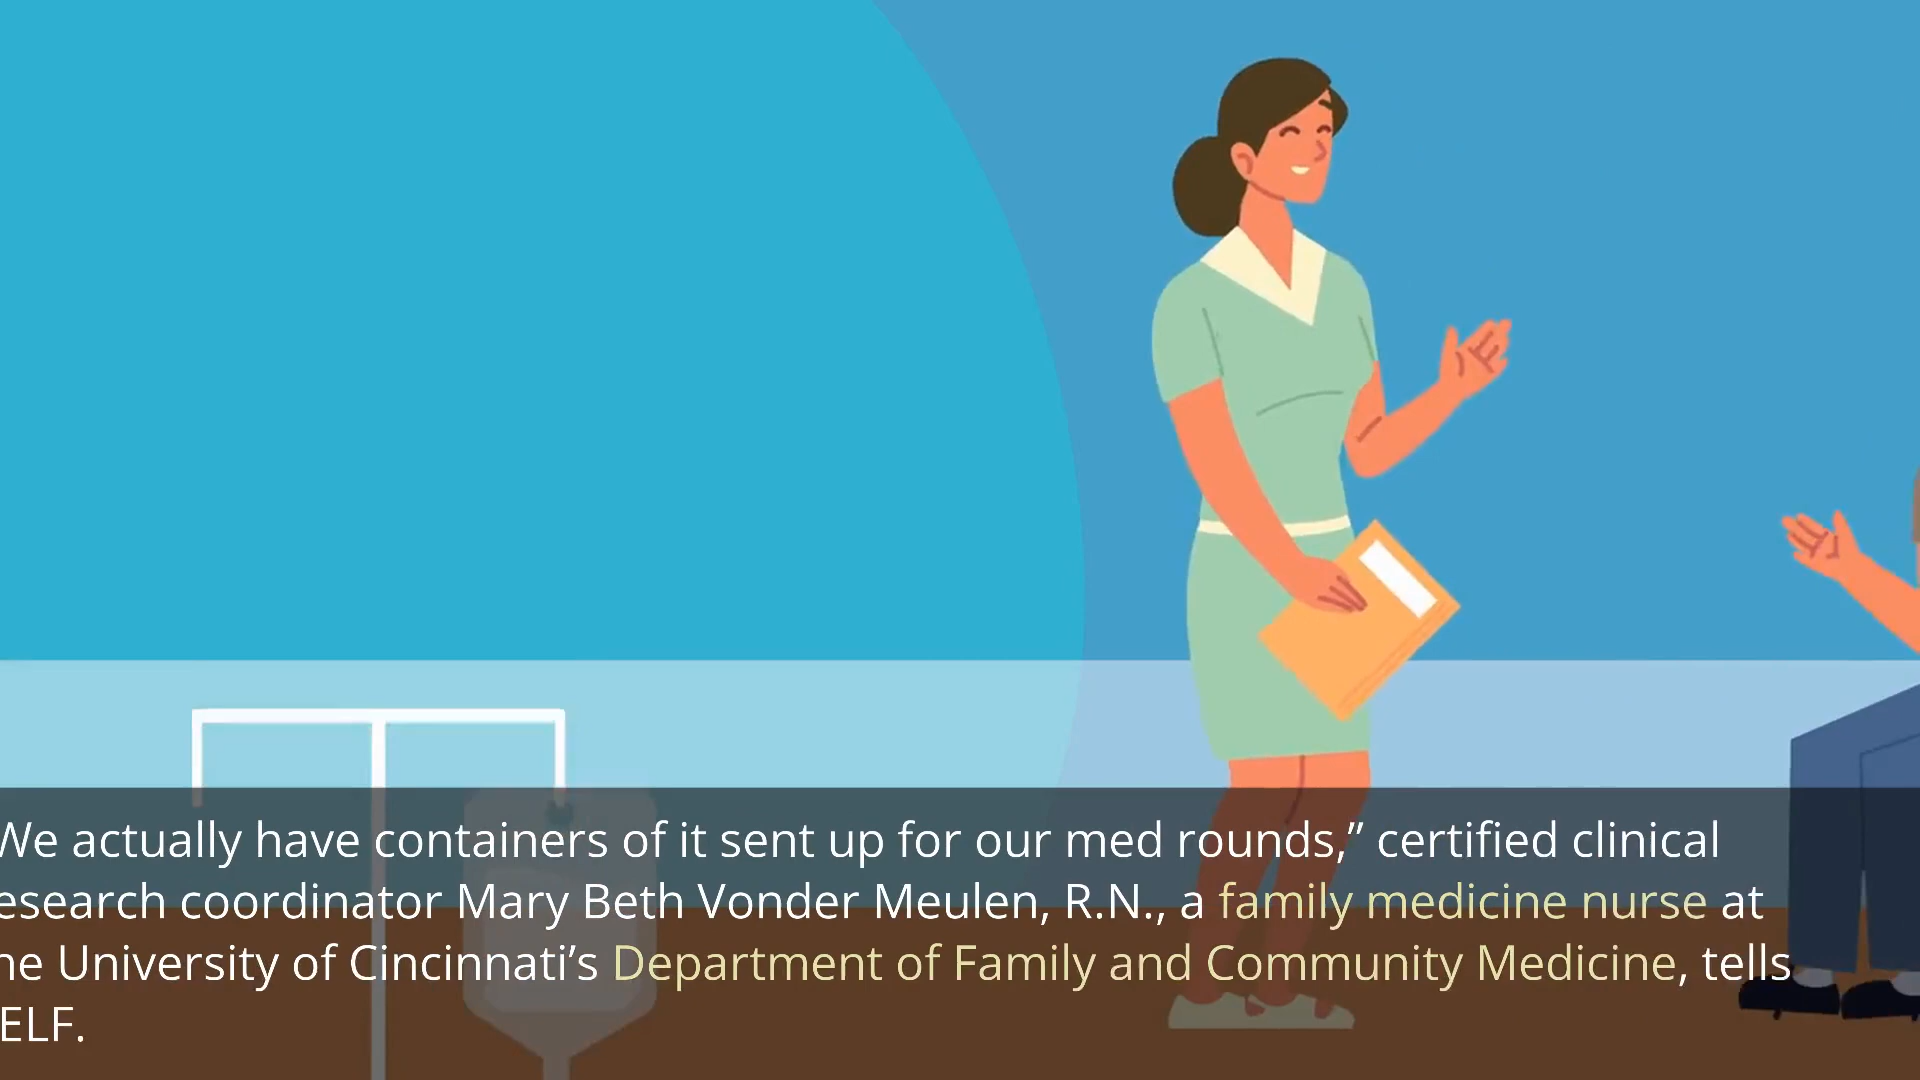 We actually have containers of it sent up for our med rounds,” certified clinical
esearch coordinator Mary Beth Vonder Meulen, R.N., a family medicine nurse at
he University of Cincinnati’s Department of Family and Community Medicine, tells
ELF.